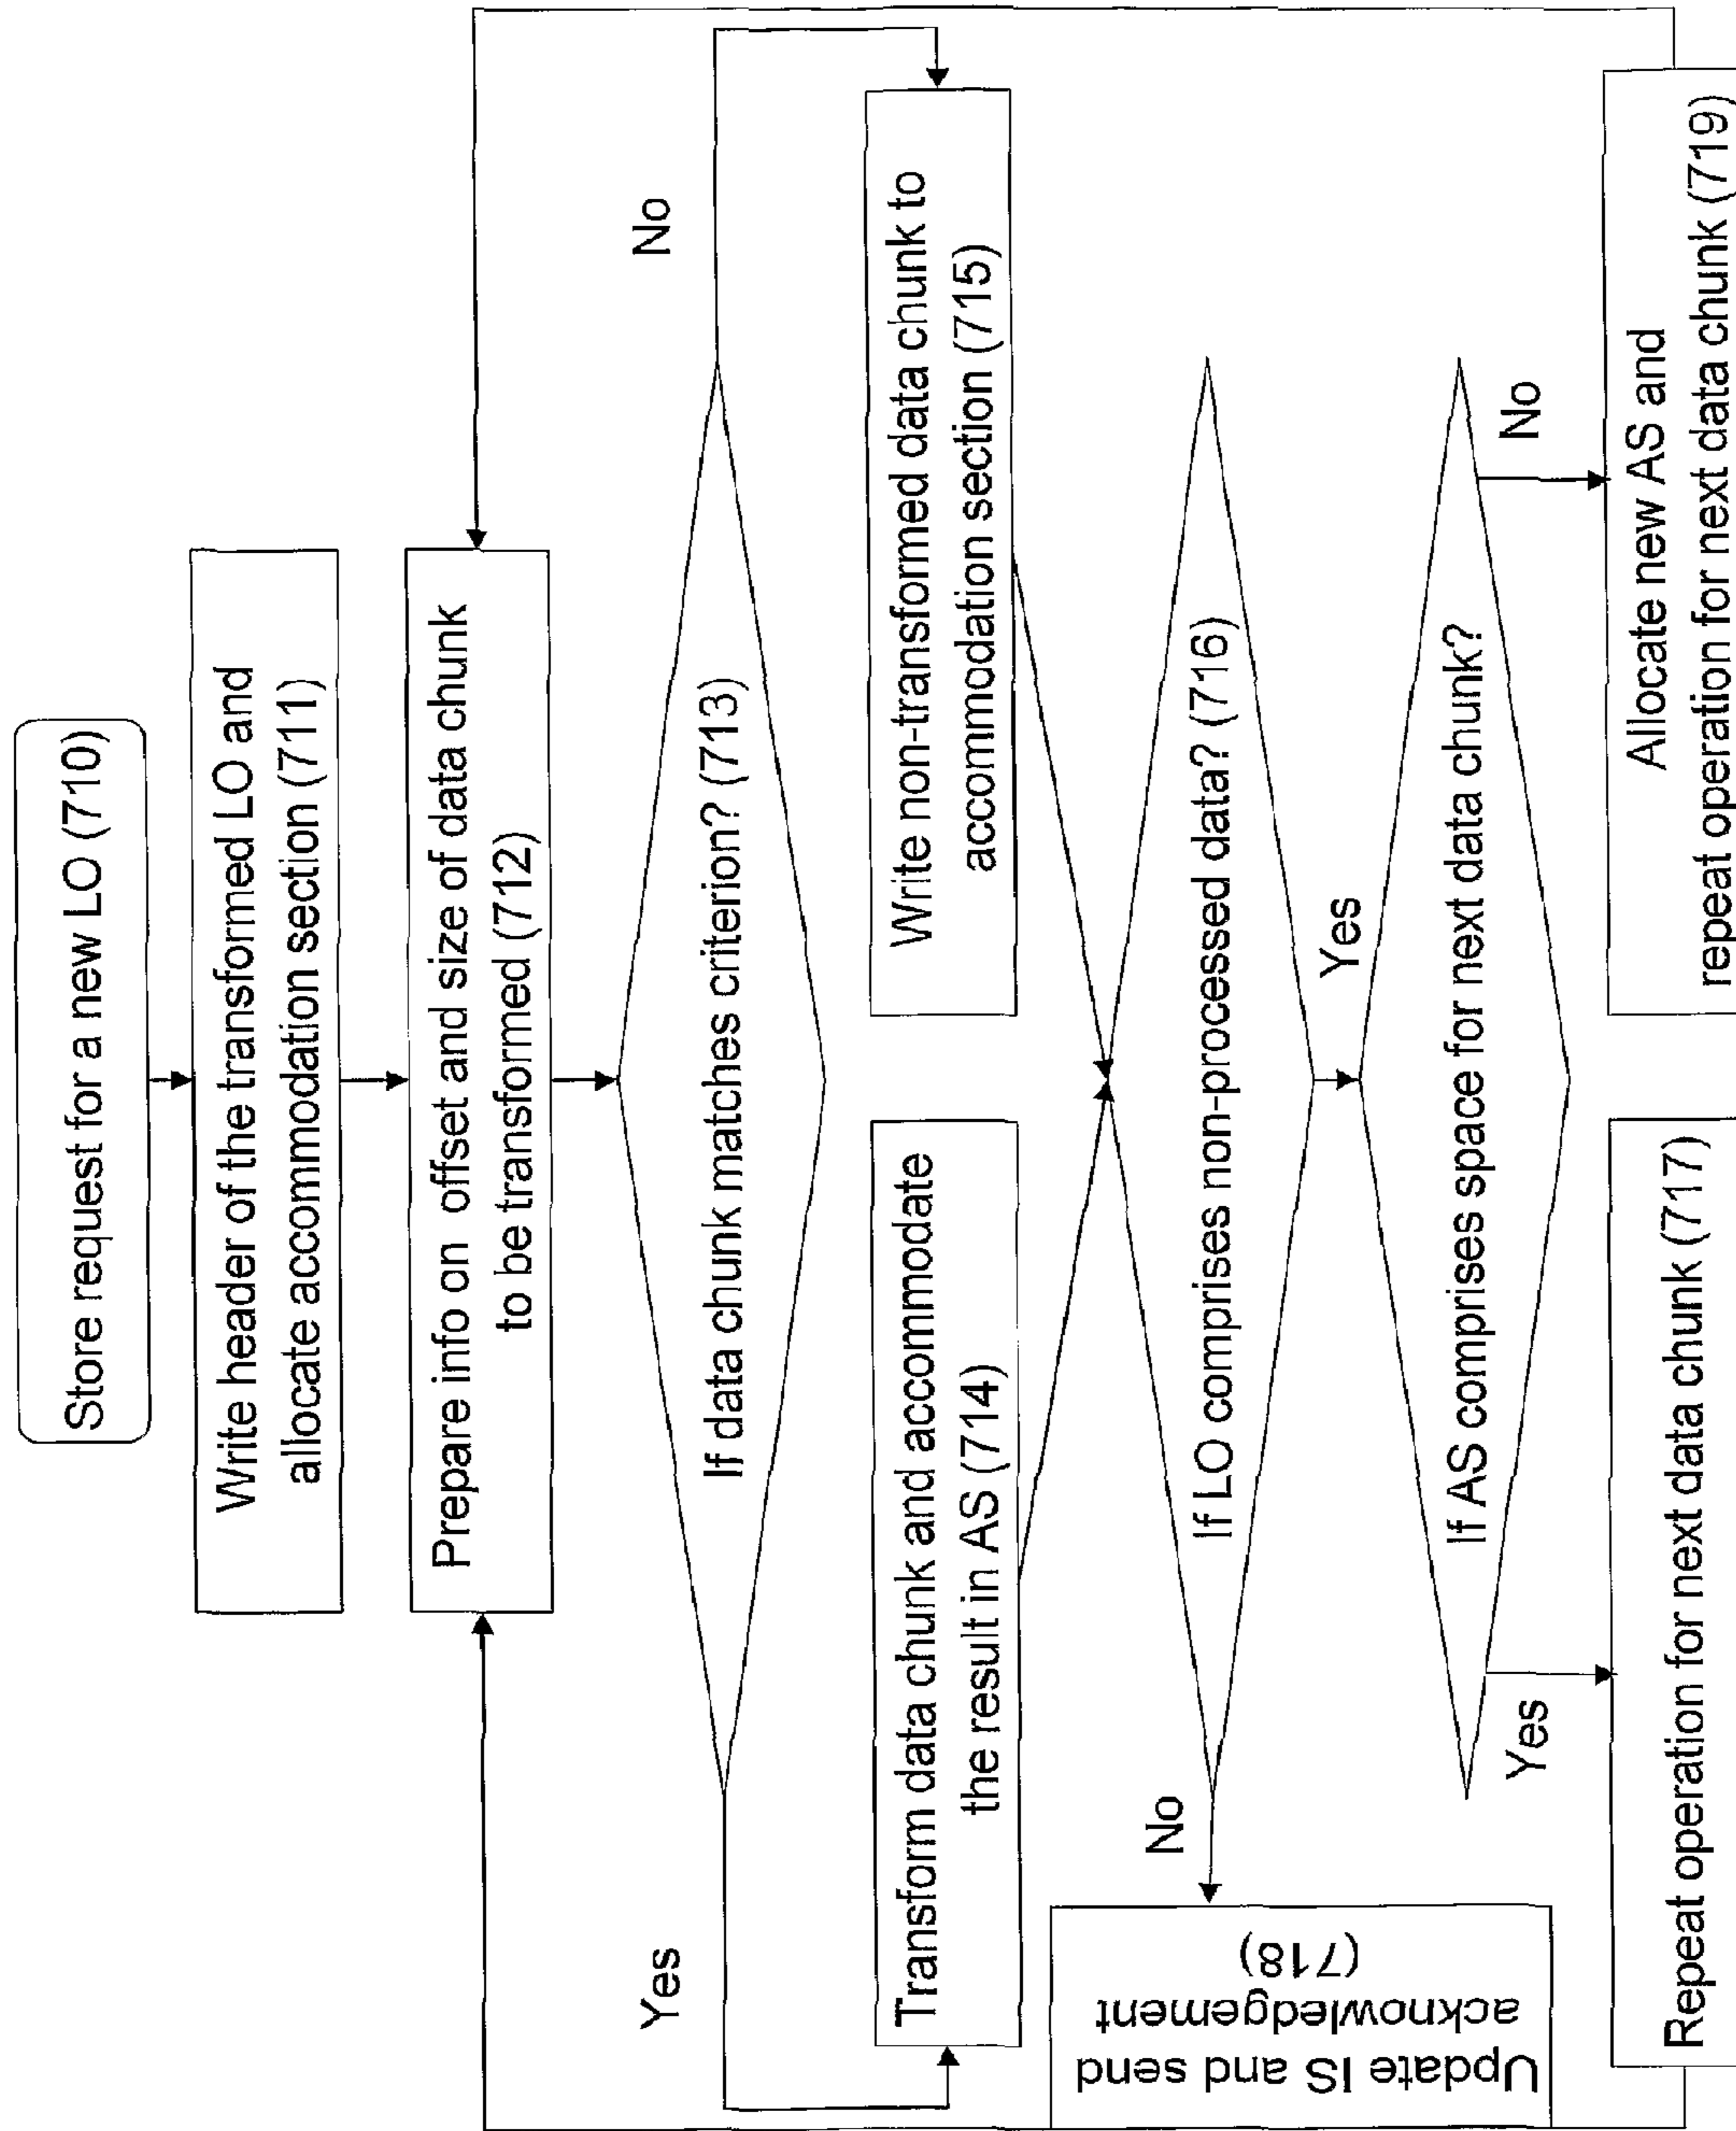 Store request for a new LO (710)
Write header of the transformed LO and
allocate accommodation section (711)
Prepare info on offset and size of data chunk
to be transformed (712)
If data chunk matches criterion? (713)
Yes
No
Transform data chunk and accommodate
the result in AS (714)
Write non-transformed data chunk to
accommodation section (715)
If LO comprises non-processed data? (716)
No
Yes
Update IS and send
acknowledgement
(718)
If AS comprises space for next data chunk?
Yes
No
Repeat operation for next data chunk (717)
Allocate new AS and
repeat operation for next data chunk (719)